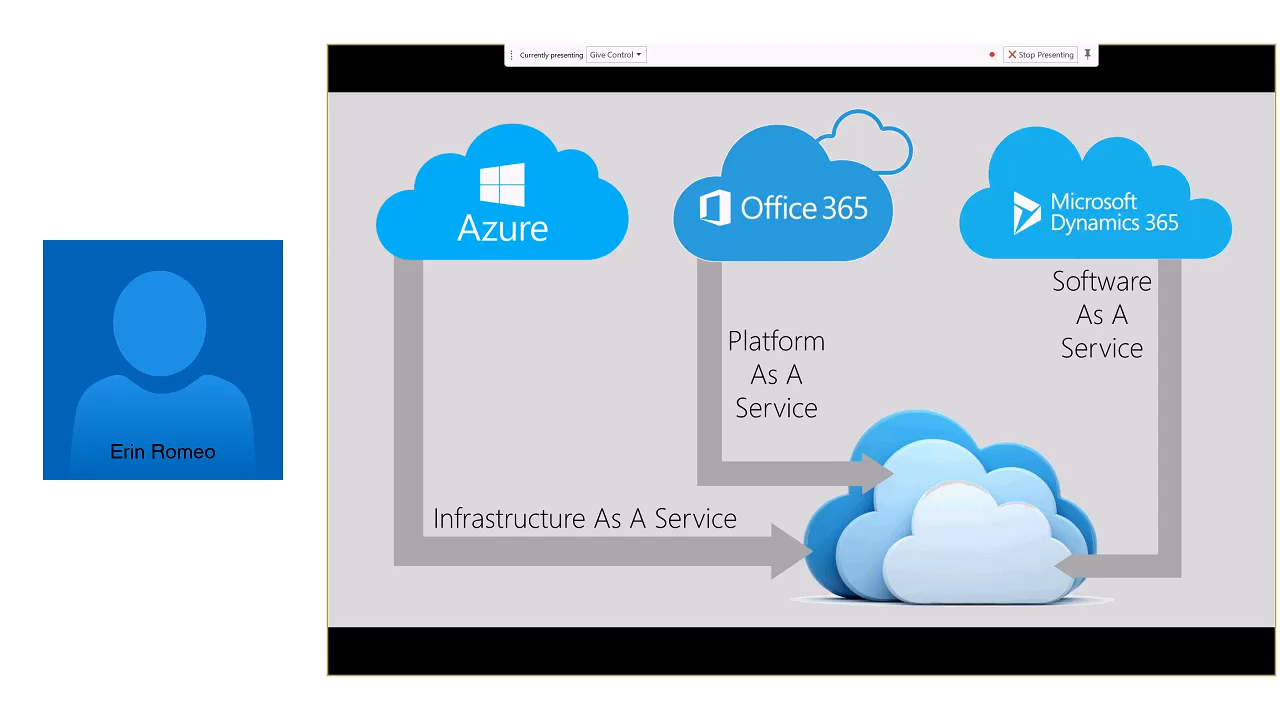 Currently presenting
Give Control
Stop Presenting
Azure
Office 365
Microsoft
Dynamics 365
Software
As A
Service
Platform
As A
Service
Erin Romeo
Infrastructure As A Service